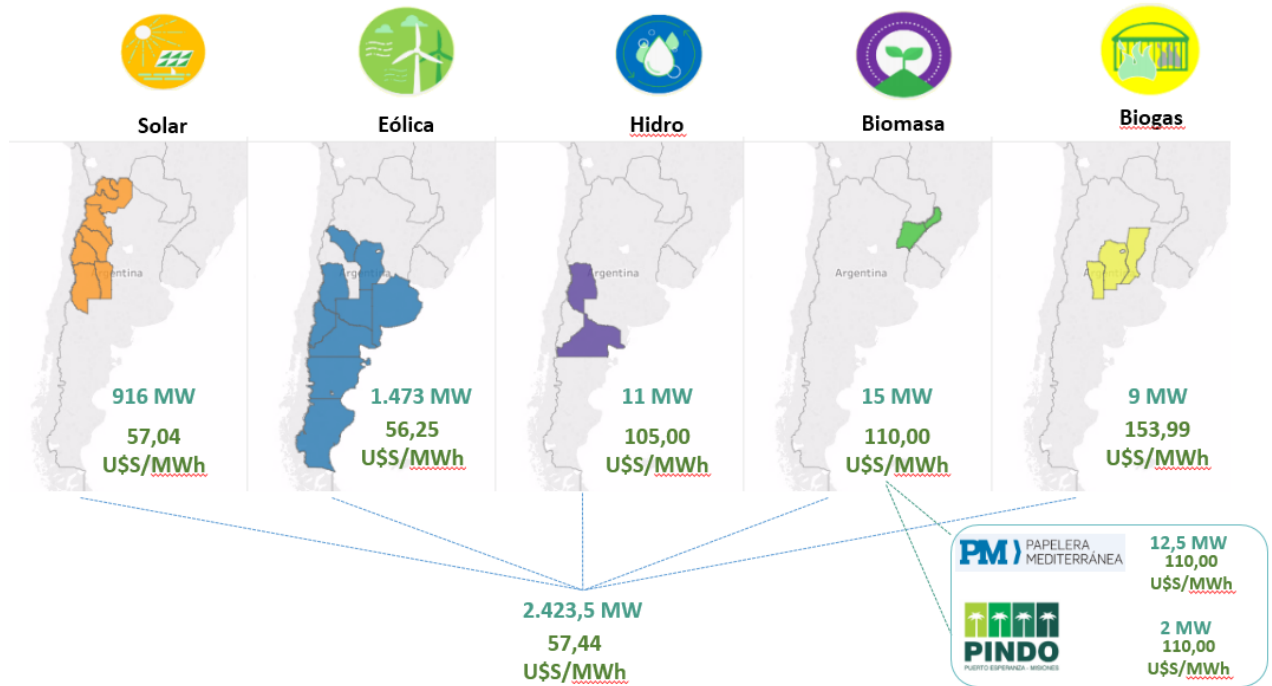 Solar
Eólica
Hidro
Biomasa
Biogas
Argentina
Argentina
Argentina
Argentina
Argentina
916 MW
57,04
U$S/MWh
1.473 MW
56,25
U$S/MWh
11 MW
105,00
U$S/MWh
15 MW
110,00
U$S/MWh
9 MW
153,99
U$S/MWh
2.423,5 MW
57,44
U$S/MWh
PM) PAPELERA
MEDITERRÁNEA
12,5 MW
110,00
U$S/MWh
PINDO
PUERTO ESPERANZA - MISIONES
2 MW
110,00
U$S/MWh